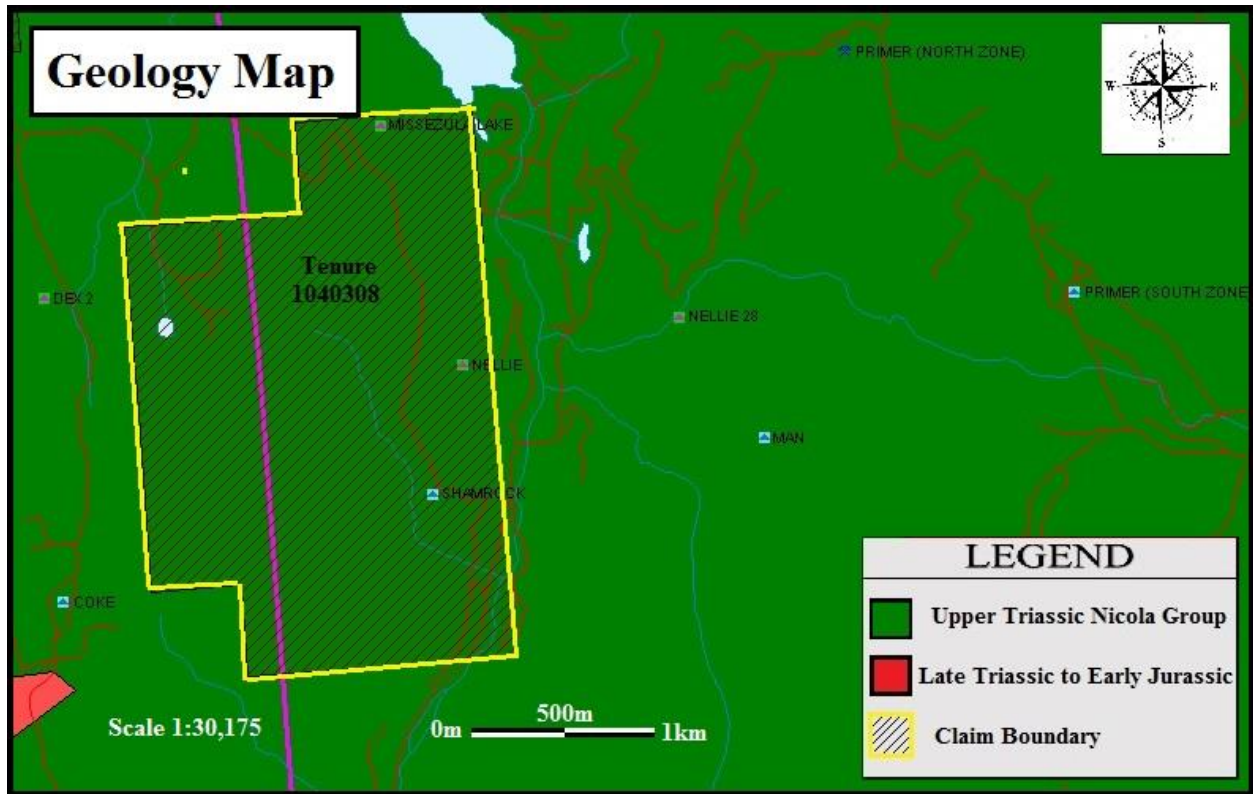 Geology Map
N
W
E
S
PRIMER (NORTH ZONE)
MISSEZULA LAKE
Tenure
1040308
DEX 2
PRIMER (SOUTH ZONE
NELLIE 28
NELLIE
MAN
SHAMROCK
COKE
LEGEND
Upper Triassic Nicola Group
Late Triassic to Early Jurassic
Claim Boundary
Scale 1:30,175
0m
500m
1km